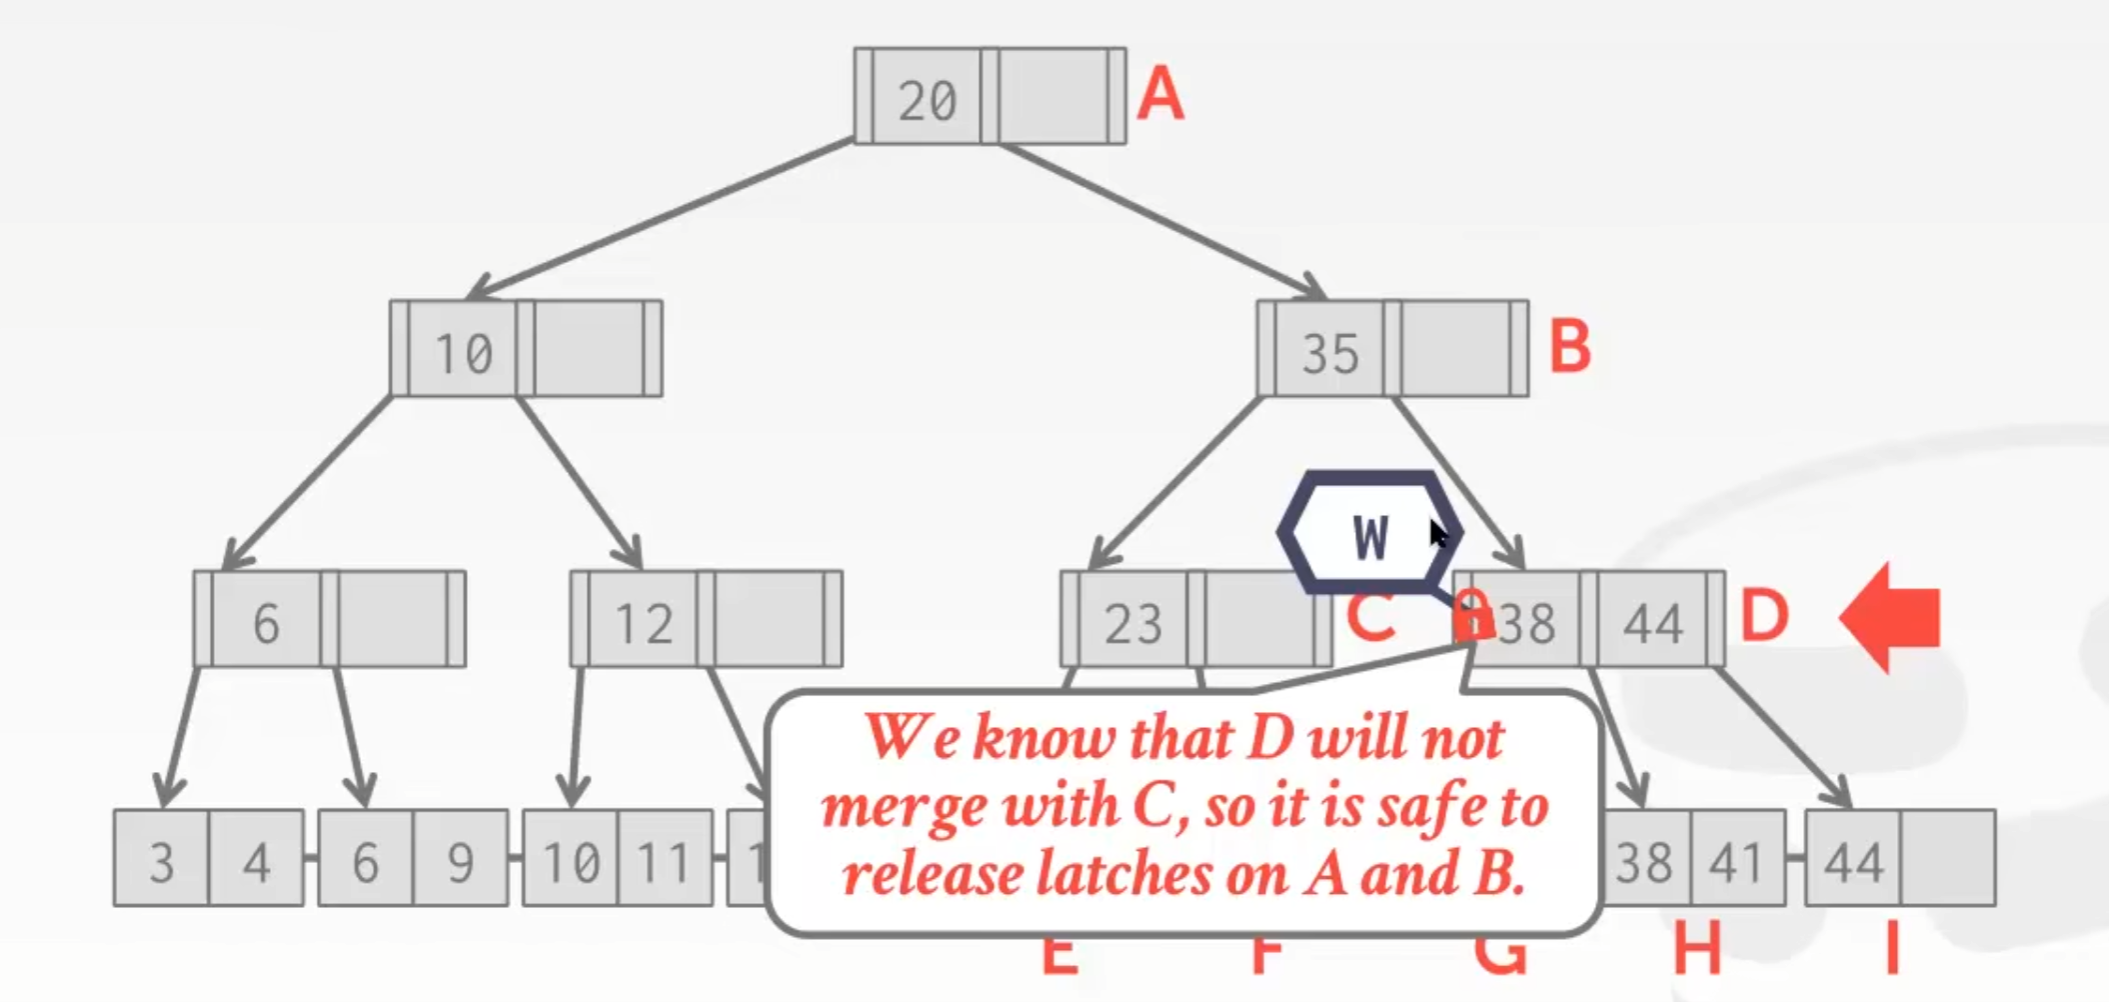 20
A
10
35
B
W
6
12
23
C
38 44
D
We know that D will not
merge with C, so it is safe to
release latches on A and B.
3 4
6 9
10 11
38 41
44
E
F
G
H
I